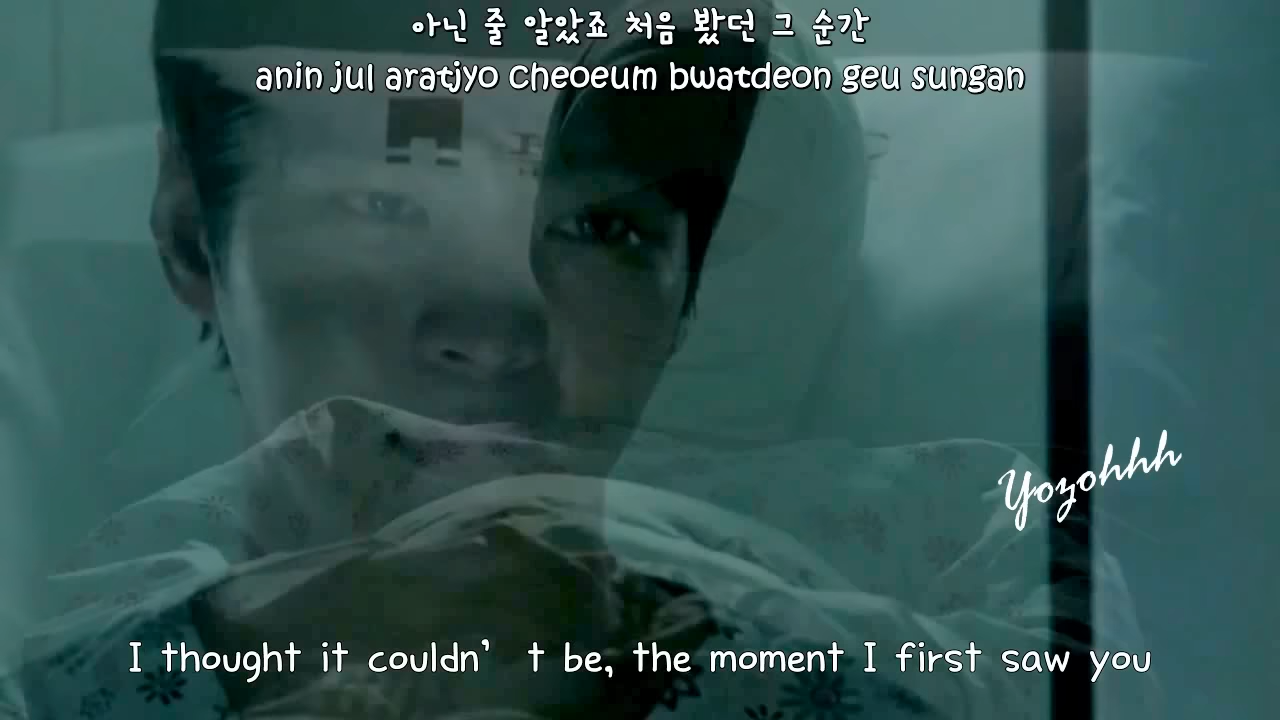 아닌 줄 알았죠 처음 봤던 그 순간
anin jul aratjyo cheoeum bwatdeon geu sungan
Yozohhh
I thought it couldn' t be, the moment I first saw you